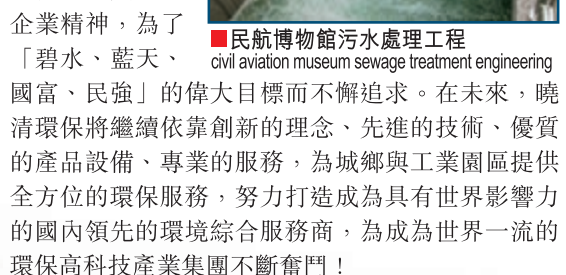 企業精神，為了
「碧水、藍天、
■民航博物館污水處理工程
civil aviation museum sewage treatment engineering
國富、民強」的偉大目標而不懈追求。在未來，曉
清環保將繼續依靠創新的理念、先進的技術、優質
的產品設備、專業的服務，為城鄉與工業園區提供
全方位的環保服務，努力打造成為具有世界影響力
的國內領先的環境綜合服務商，為成為世界一流的
環保高科技產業集團不斷奮鬥！